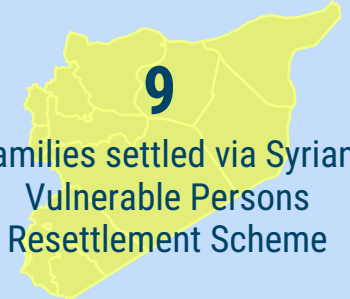 9
amilies settled via Syrian
Vulnerable Persons
Resettlement Scheme